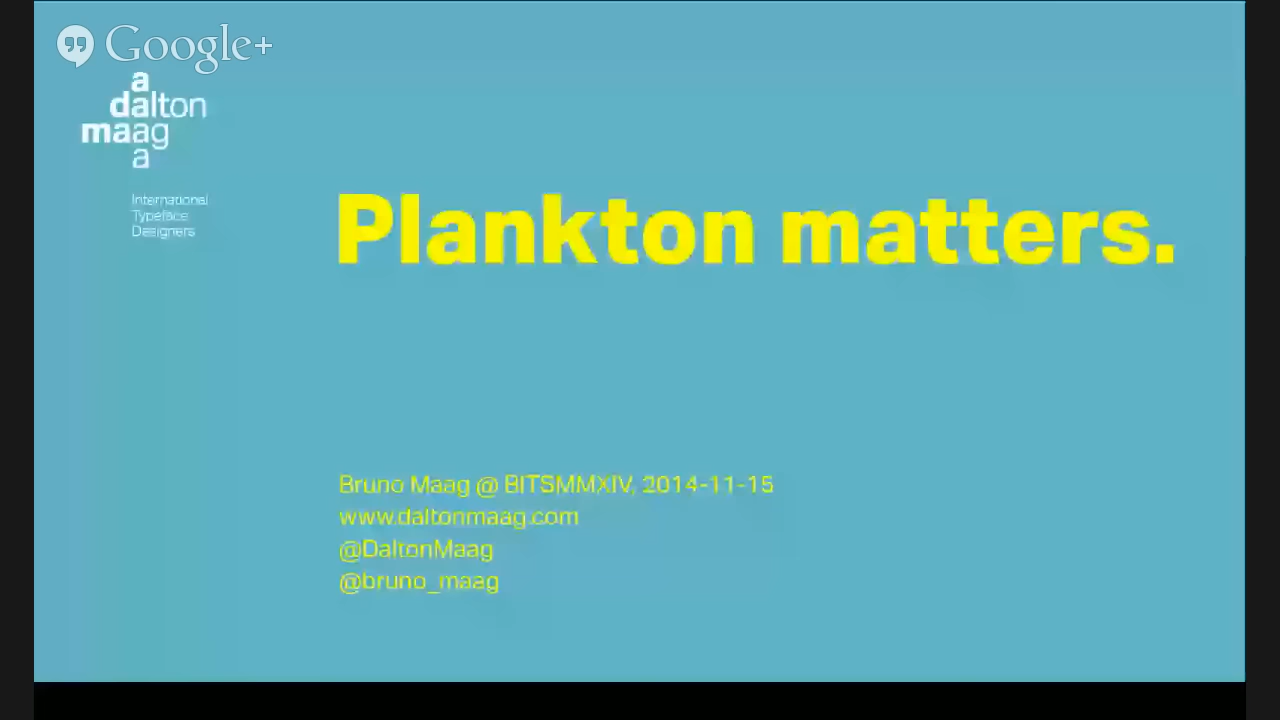 Google+
a
dalton
maag
a
International
Typeface
Designers
Plankton matters.
Bruno Maag @ BITSMMXIV, 2014-11-15
www.daltonmaag.com
@DaltonMaag
@bruno_maag